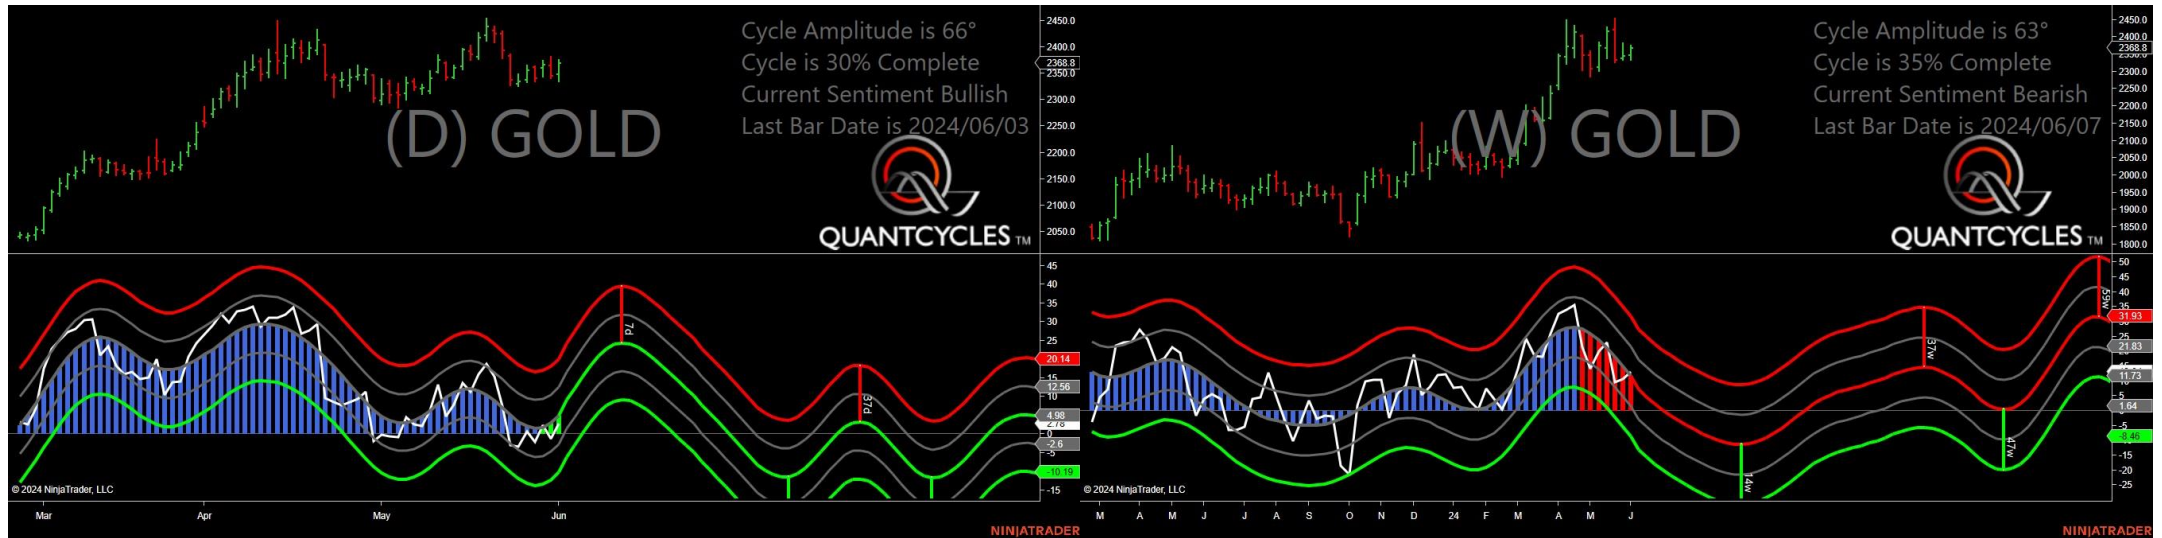 Cycle Amplitude is 66°
Cycle is 30% Complete
Current Sentiment Bullish
Last Bar Date is 2024/06/03
(D) GOLD
QUANTCYCLES TM
2450.0
2400.0
2368.8
2350.0
2300.0
2250.0
2200.0
2150.0
2100.0
2050.0
45
40
35
30
25
20.14
15
12.56
10
4.98
2.78
0
-2.6
-5
-10.19
-15
7d
37d
© 2024 NinjaTrader, LLC
Mar Apr May Jun
NINJATRADER
Cycle Amplitude is 63°
Cycle is 35% Complete
Current Sentiment Bearish
Last Bar Date is 2024/06/07
(W) GOLD
QUANTCYCLES TM
2450.0
2400.0
2368.8
2300.0
2250.0
2200.0
2150.0
2100.0
2050.0
2000.0
1950.0
1900.0
1850.0
1800.0
50
45
40
35
31.93
25
21.83
11.73
1.64
-5
-8.46
-15
-20
-25
14w
37w
47w
59w
© 2024 NinjaTrader, LLC
M A M J J A S O N D 24 F M A M J
NINJATRADER